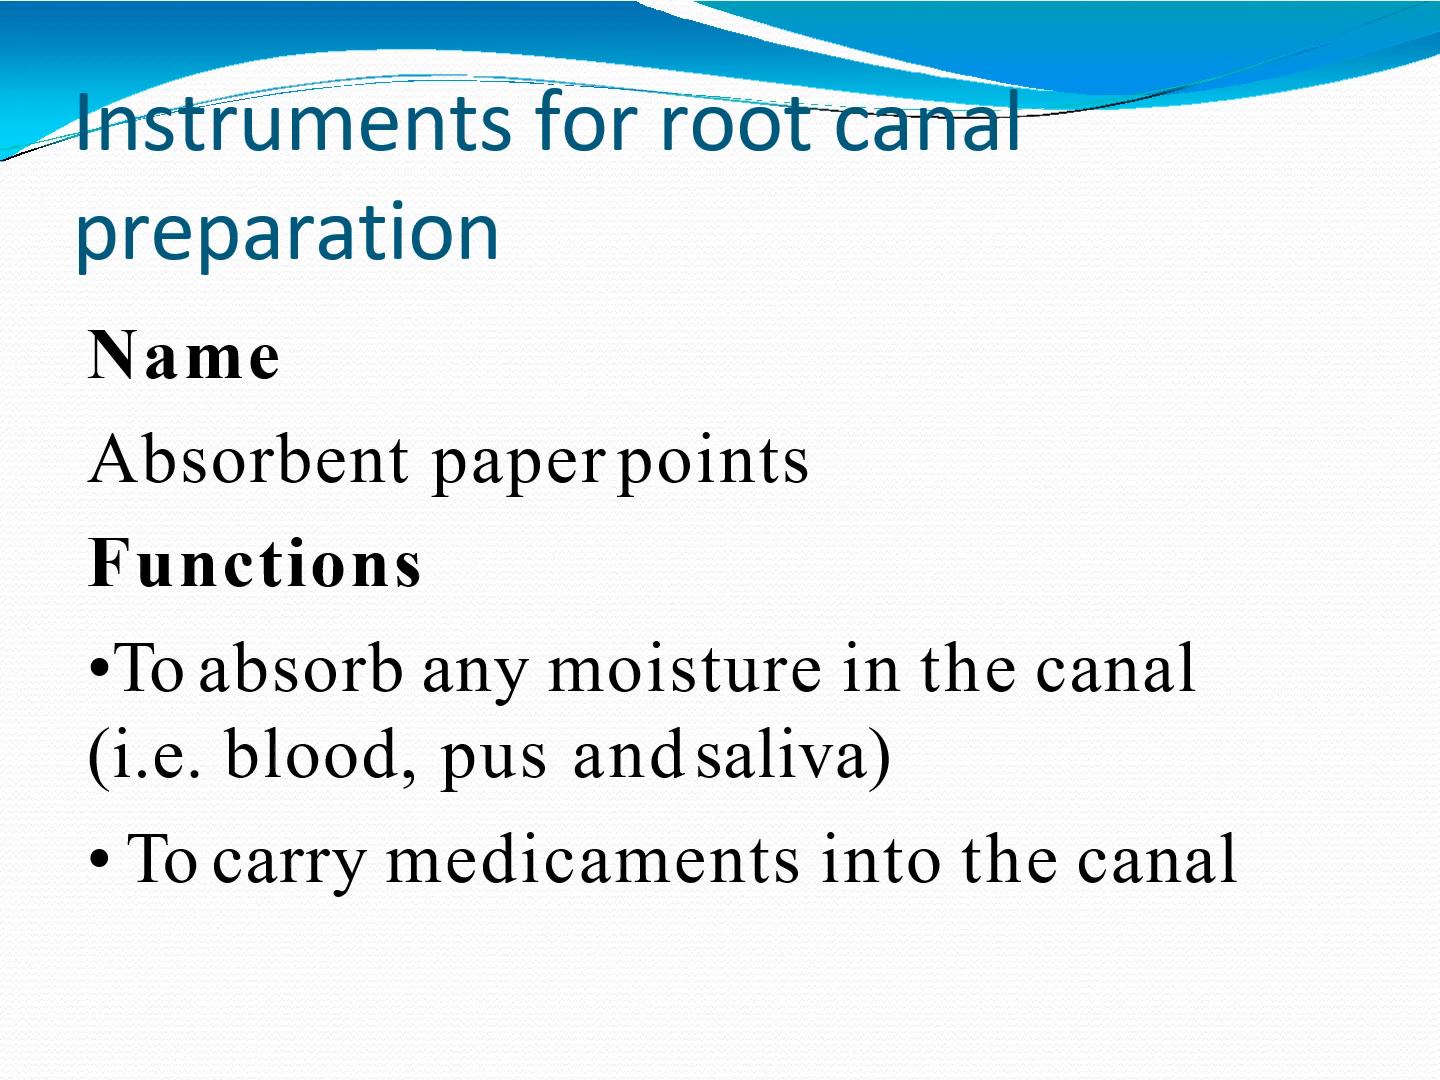 Instruments for root canal
preparation
Name
Absorbent paper points
Functions
•To absorb any moisture in the canal
(i.e. blood, pus and saliva)
• To carry medicaments into the canal